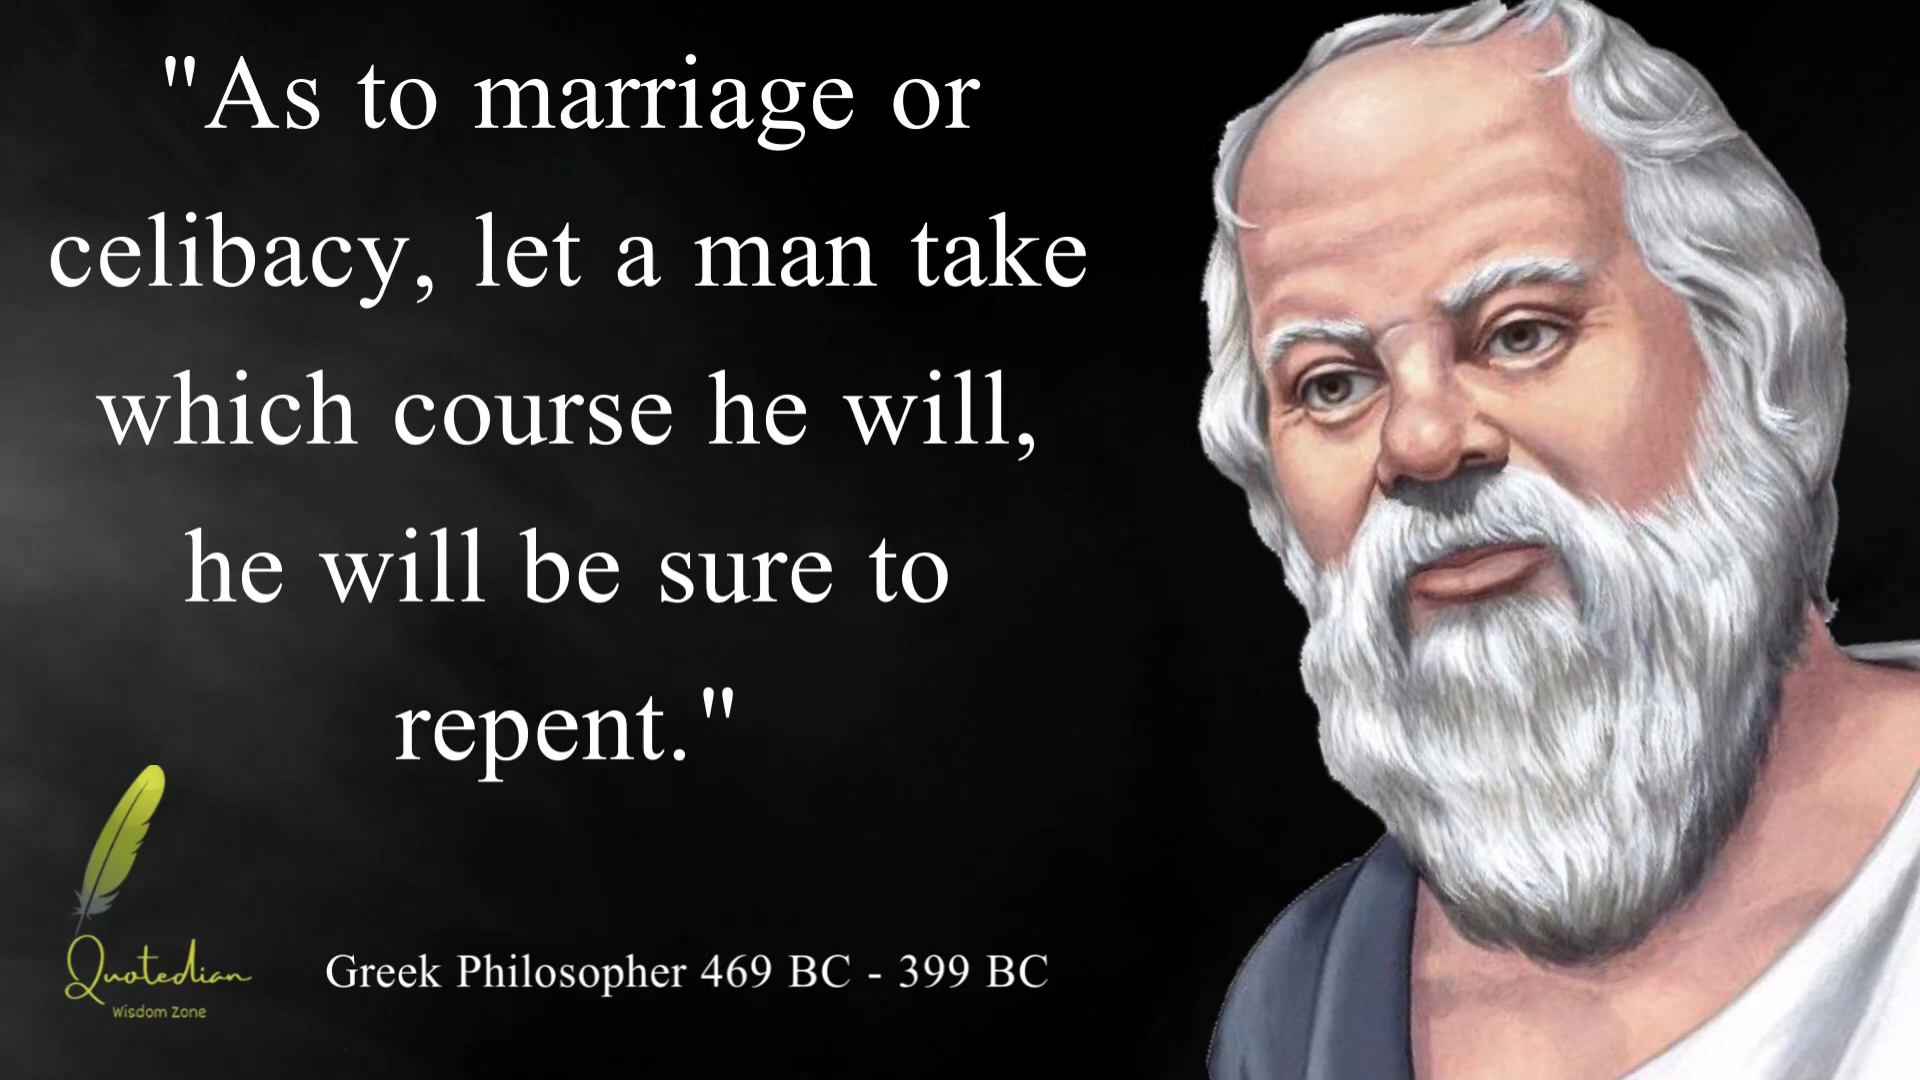 "As to marriage or
celibacy, let a man take
which course he will,
he will be sure to
repent."
Quotedian
Wisdom Zone
Greek Philosopher 469 BC - 399 BC